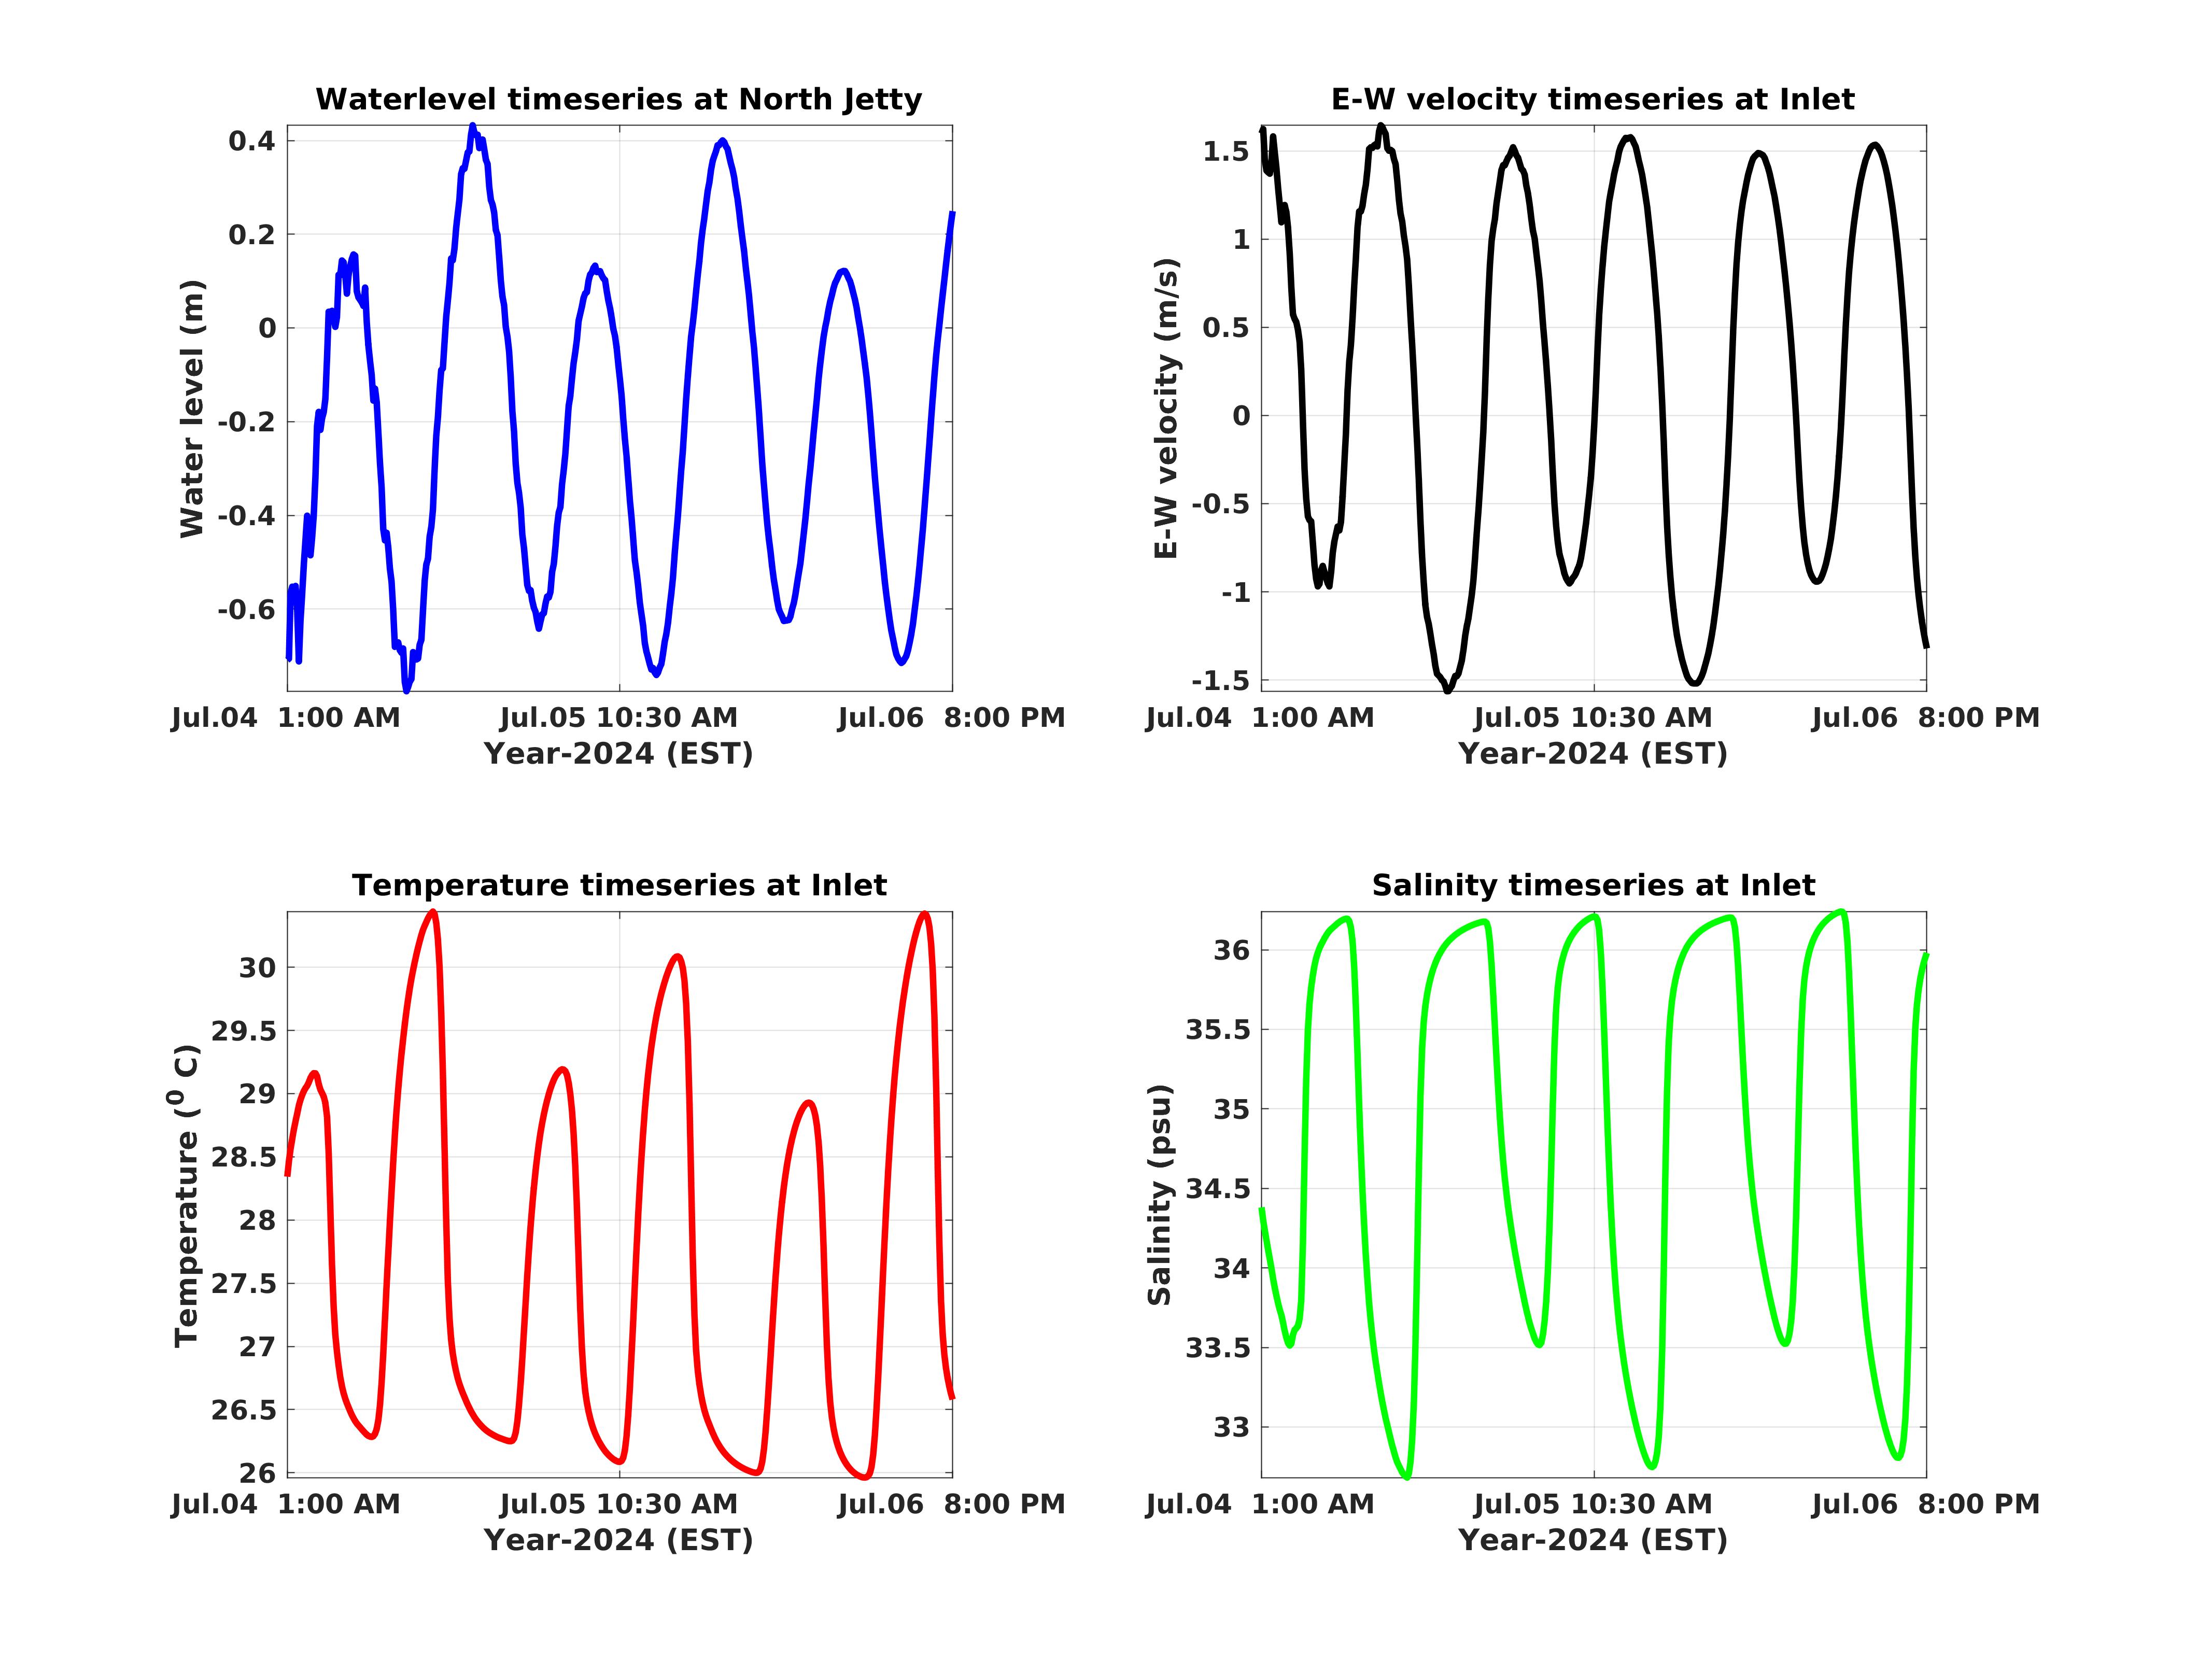 Waterlevel timeseries at North Jetty
0.4
0.2
0
-0.2
-0.4
-0.6
Water level (m)
Jul.04 1:00 AM
Jul.05 10:30 AM
Jul.06 8:00 PM
Year-2024 (EST)
E-W velocity timeseries at Inlet
1.5
1
0.5
0
-0.5
-1
-1.5
E-W velocity (m/s)
Jul.04 1:00 AM
Jul.05 10:30 AM
Jul.06 8:00 PM
Year-2024 (EST)
Temperature timeseries at Inlet
30
29.5
29
28.5
28
27.5
27
26.5
26
Temperature (⁰ C)
Jul.04 1:00 AM
Jul.05 10:30 AM
Jul.06 8:00 PM
Year-2024 (EST)
Salinity timeseries at Inlet
36
35.5
35
34.5
34
33.5
33
Salinity (psu)
Jul.04 1:00 AM
Jul.05 10:30 AM
Jul.06 8:00 PM
Year-2024 (EST)